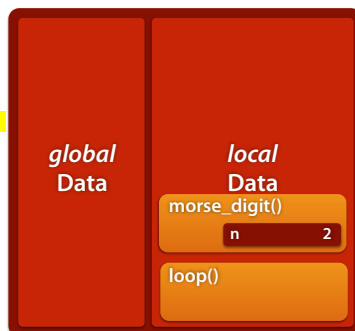 global
Data
local
Data
morse_digit()
n 2
loop()